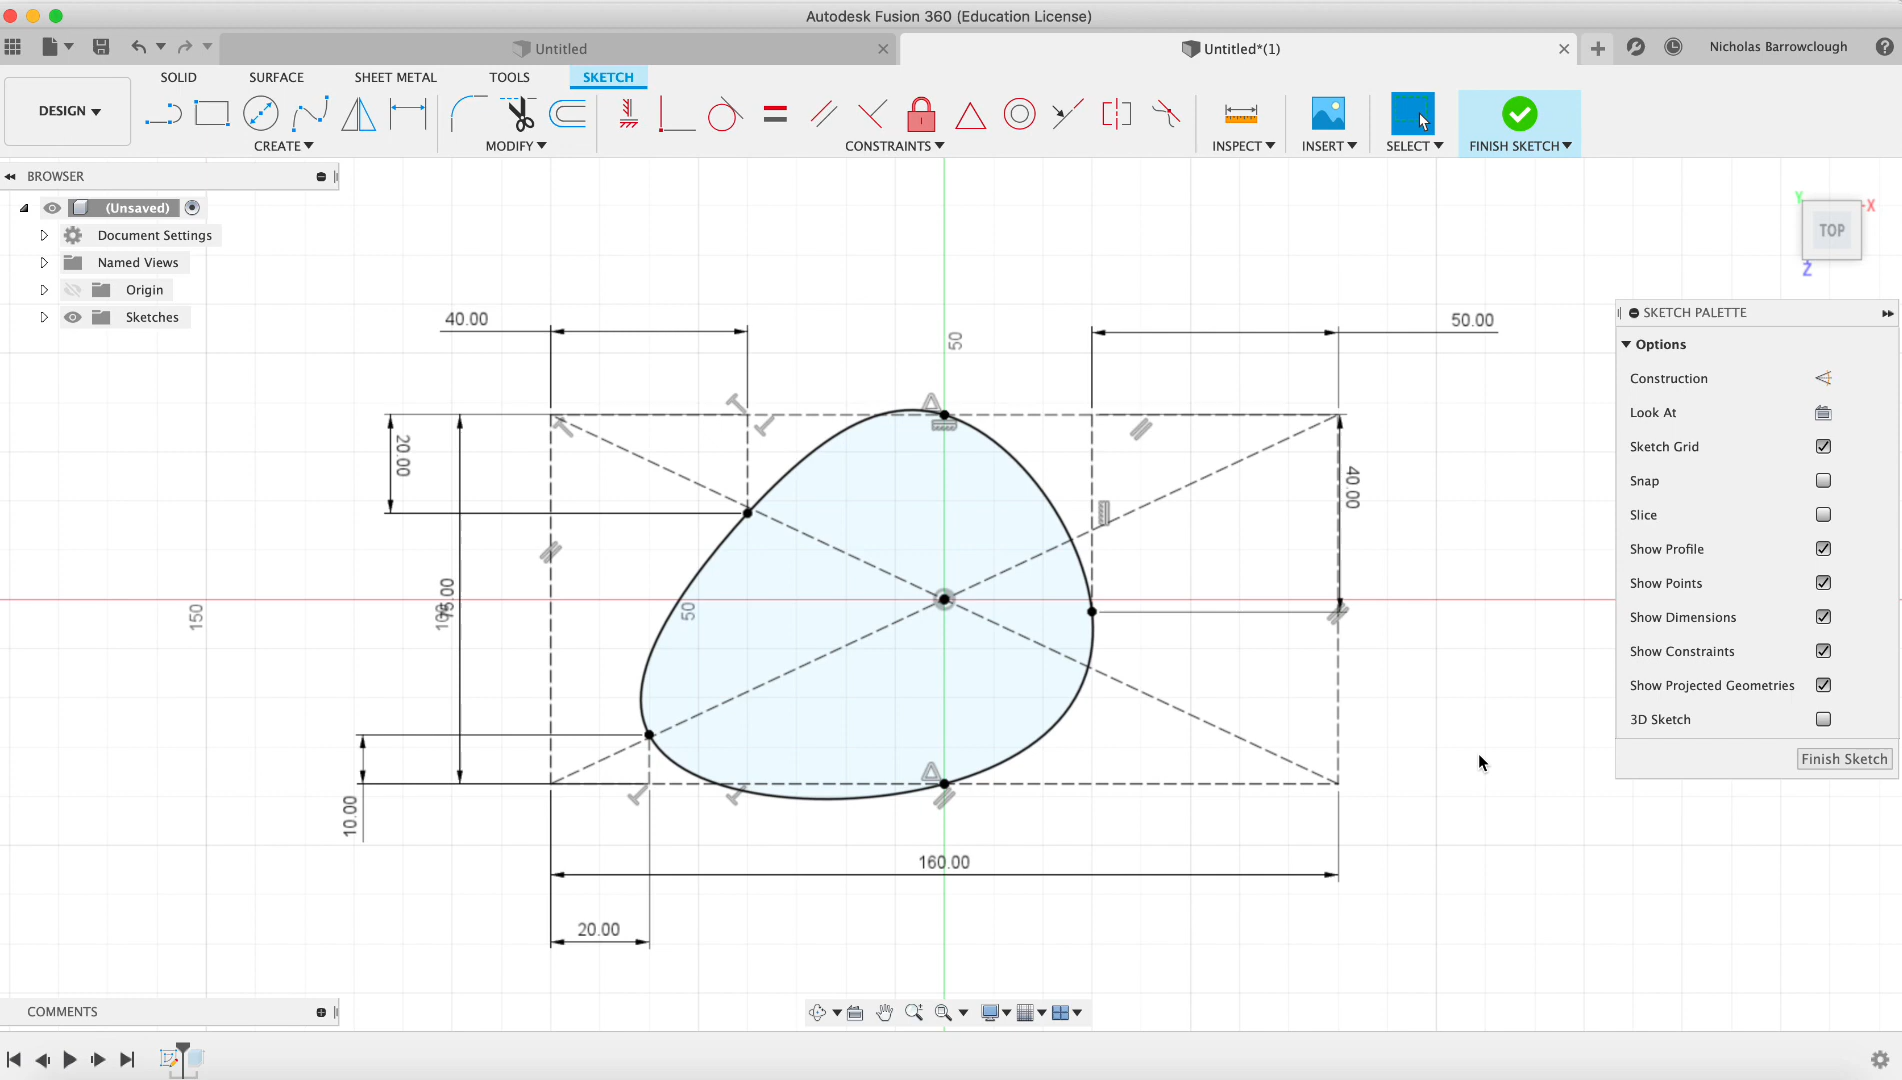 Autodesk Fusion 360 (Education License)
Untitled
Untitled*(1)
Nicholas Barrowclough
SOLID
SURFACE
SHEET METAL
TOOLS
SKETCH
DESIGN
CREATE
MODIFY
CONSTRAINTS
INSPECT
INSERT
SELECT
FINISH SKETCH
BROWSER
(Unsaved)
Document Settings
Named Views
Origin
Sketches
Y
X
TOP
Z
40.00
50
50.00
20.00
40.00
75.00
100
150
50
10.00
160.00
20.00
SKETCH PALETTE
Options
Construction
Look At
Sketch Grid
Snap
Slice
Show Profile
Show Points
Show Dimensions
Show Constraints
Show Projected Geometries
3D Sketch
Finish Sketch
COMMENTS